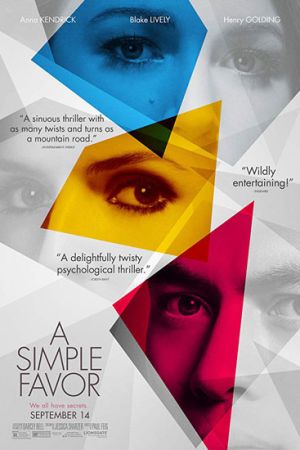 Anna KENDRICK Blake LIVELY Henry GOLDING
"A sinuous thriller with
as many twists and turns as
a mountain road."
"Wildly
entertaining!"
"A delightfully twisty
psychological thriller."
A
SIMPLE
FAVOR
We all have secrets.
SEPTEMBER 14
LIONSGATE